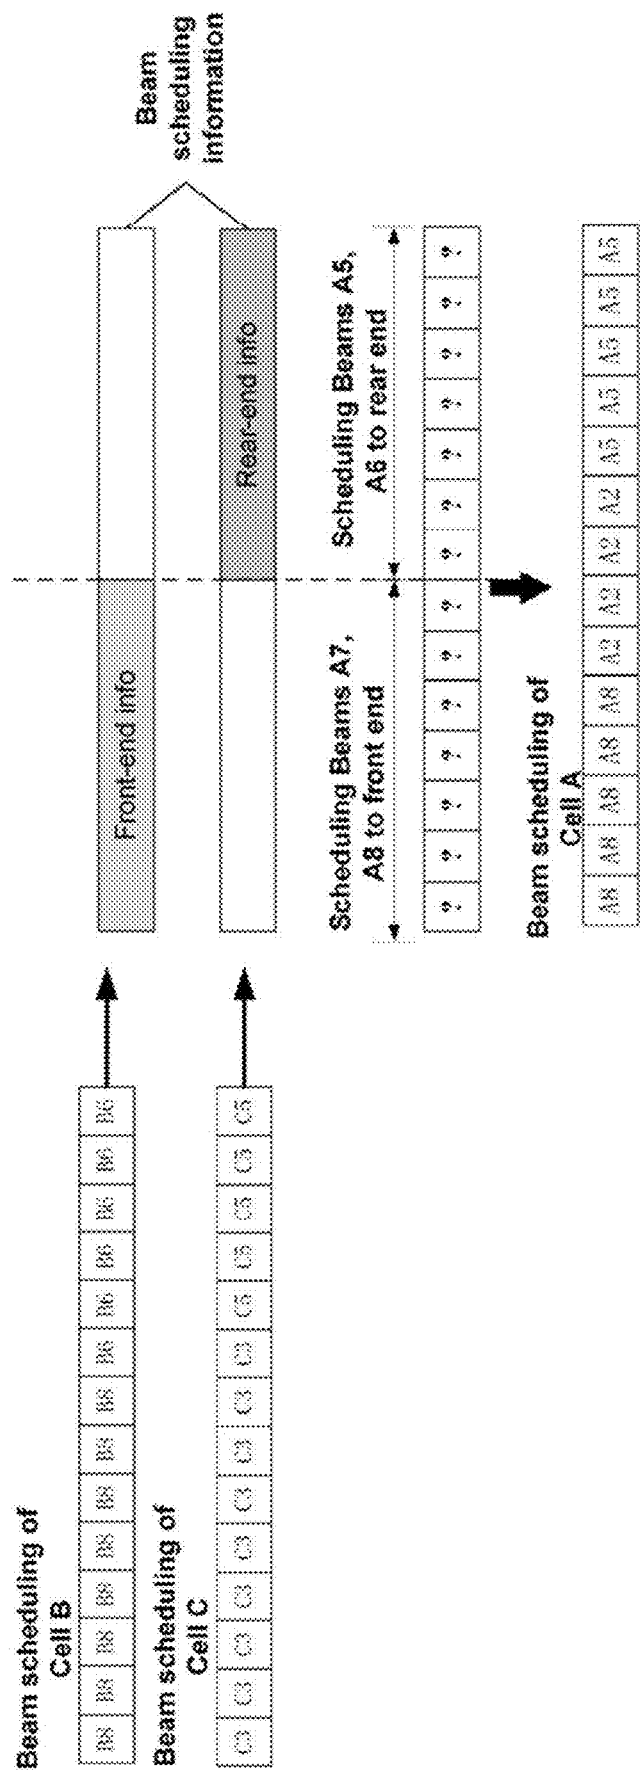 Beam scheduling of
Cell B
B8 B8 B8 B8 B8 B8 B8 B8 B6 B6 B6 B6 B6 B6
Beam scheduling of
Cell C
C3 C3 C3 C3 C3 C3 C3 C3 C3 C5 C5 C5 C5 C5
Front-end info
Rear-end info
Beam
scheduling
information
Scheduling Beams A7,
A8 to front end
Scheduling Beams A5,
A6 to rear end
? ? ? ? ? ? ? ? ? ? ? ? ? ?
Beam scheduling of
Cell A
A8 A8 A8 A8 A8 A2 A2 A2 A2 A5 A5 A5 A5 A5